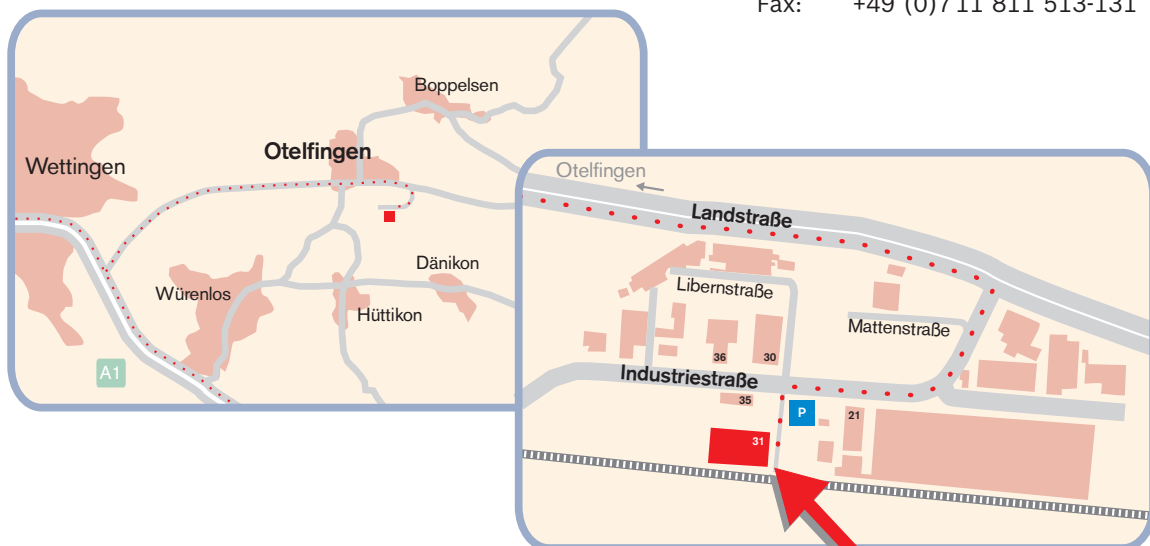 Fax: +49 (0)711 811 513-131
Boppelsen
Otelfingen
Wettingen
Dänikon
Würenlos
Hüttikon
A1
Otelfingen
Landstraße
Libernstraße
Mattenstraße
36
30
Industriestraße
35
P
21
31